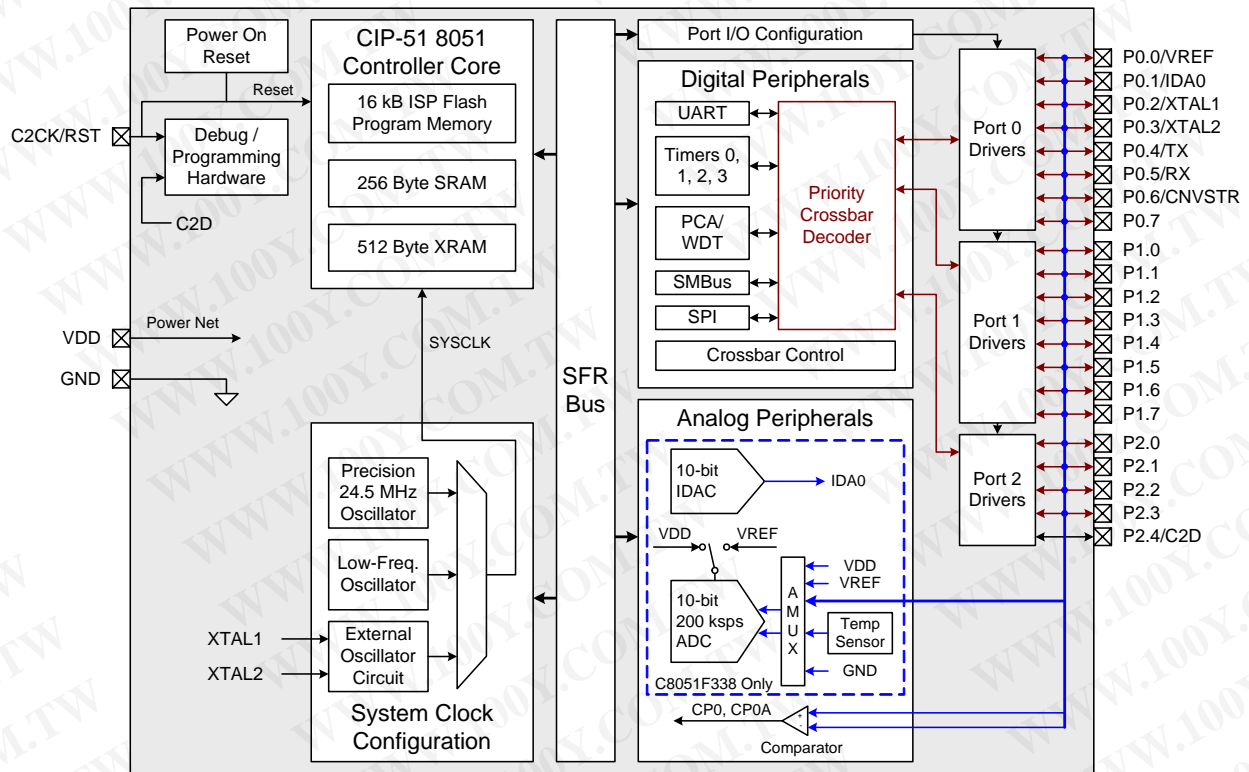 Power On
Reset
Reset
C2CK/RST
Debug /
Programming
Hardware
C2D
VDD
Power Net
GND
CIP-51 8051
Controller Core
16 kB ISP Flash
Program Memory
256 Byte SRAM
512 Byte XRAM
SYSCLK
Precision
24.5 MHz
Oscillator
Low-Freq.
Oscillator
XTAL1
XTAL2
External
Oscillator
Circuit
System Clock
Configuration
SFR
Bus
Port I/O Configuration
Digital Peripherals
UART
Timers 0,
1, 2, 3
PCA/
WDT
SMBus
SPI
Priority
Crossbar
Decoder
Crossbar Control
Analog Peripherals
10-bit
IDAC
IDA0
VDD
VREF
10-bit
200 ksps
ADC
AMUX
VDD
VREF
Temp
Sensor
GND
C8051F338 Only
CP0, CP0A
+
-
Comparator
Port 0
Drivers
Port 1
Drivers
Port 2
Drivers
P0.0/VREF
P0.1/IDA0
P0.2/XTAL1
P0.3/XTAL2
P0.4/TX
P0.5/RX
P0.6/CNVSTR
P0.7
P1.0
P1.1
P1.2
P1.3
P1.4
P1.5
P1.6
P1.7
P2.0
P2.1
P2.2
P2.3
P2.4/C2D
WWW.100Y.COM.TW